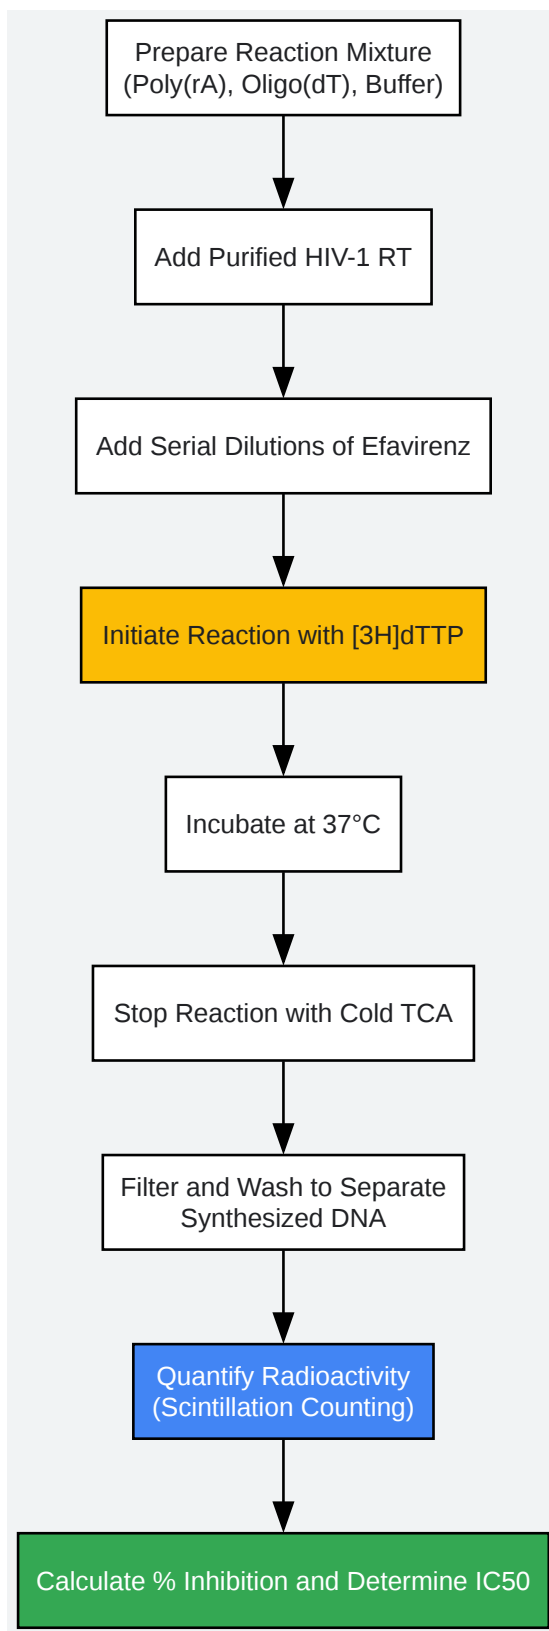 Prepare Reaction Mixture
(Poly(rA), Oligo(dT), Buffer)
Add Purified HIV-1 RT
Add Serial Dilutions of Efavirenz
Initiate Reaction with [3H]dTTP
Incubate at 37°C
Stop Reaction with Cold TCA
Filter and Wash to Separate
Synthesized DNA
Quantify Radioactivity
(Scintillation Counting)
Calculate % Inhibition and Determine IC50